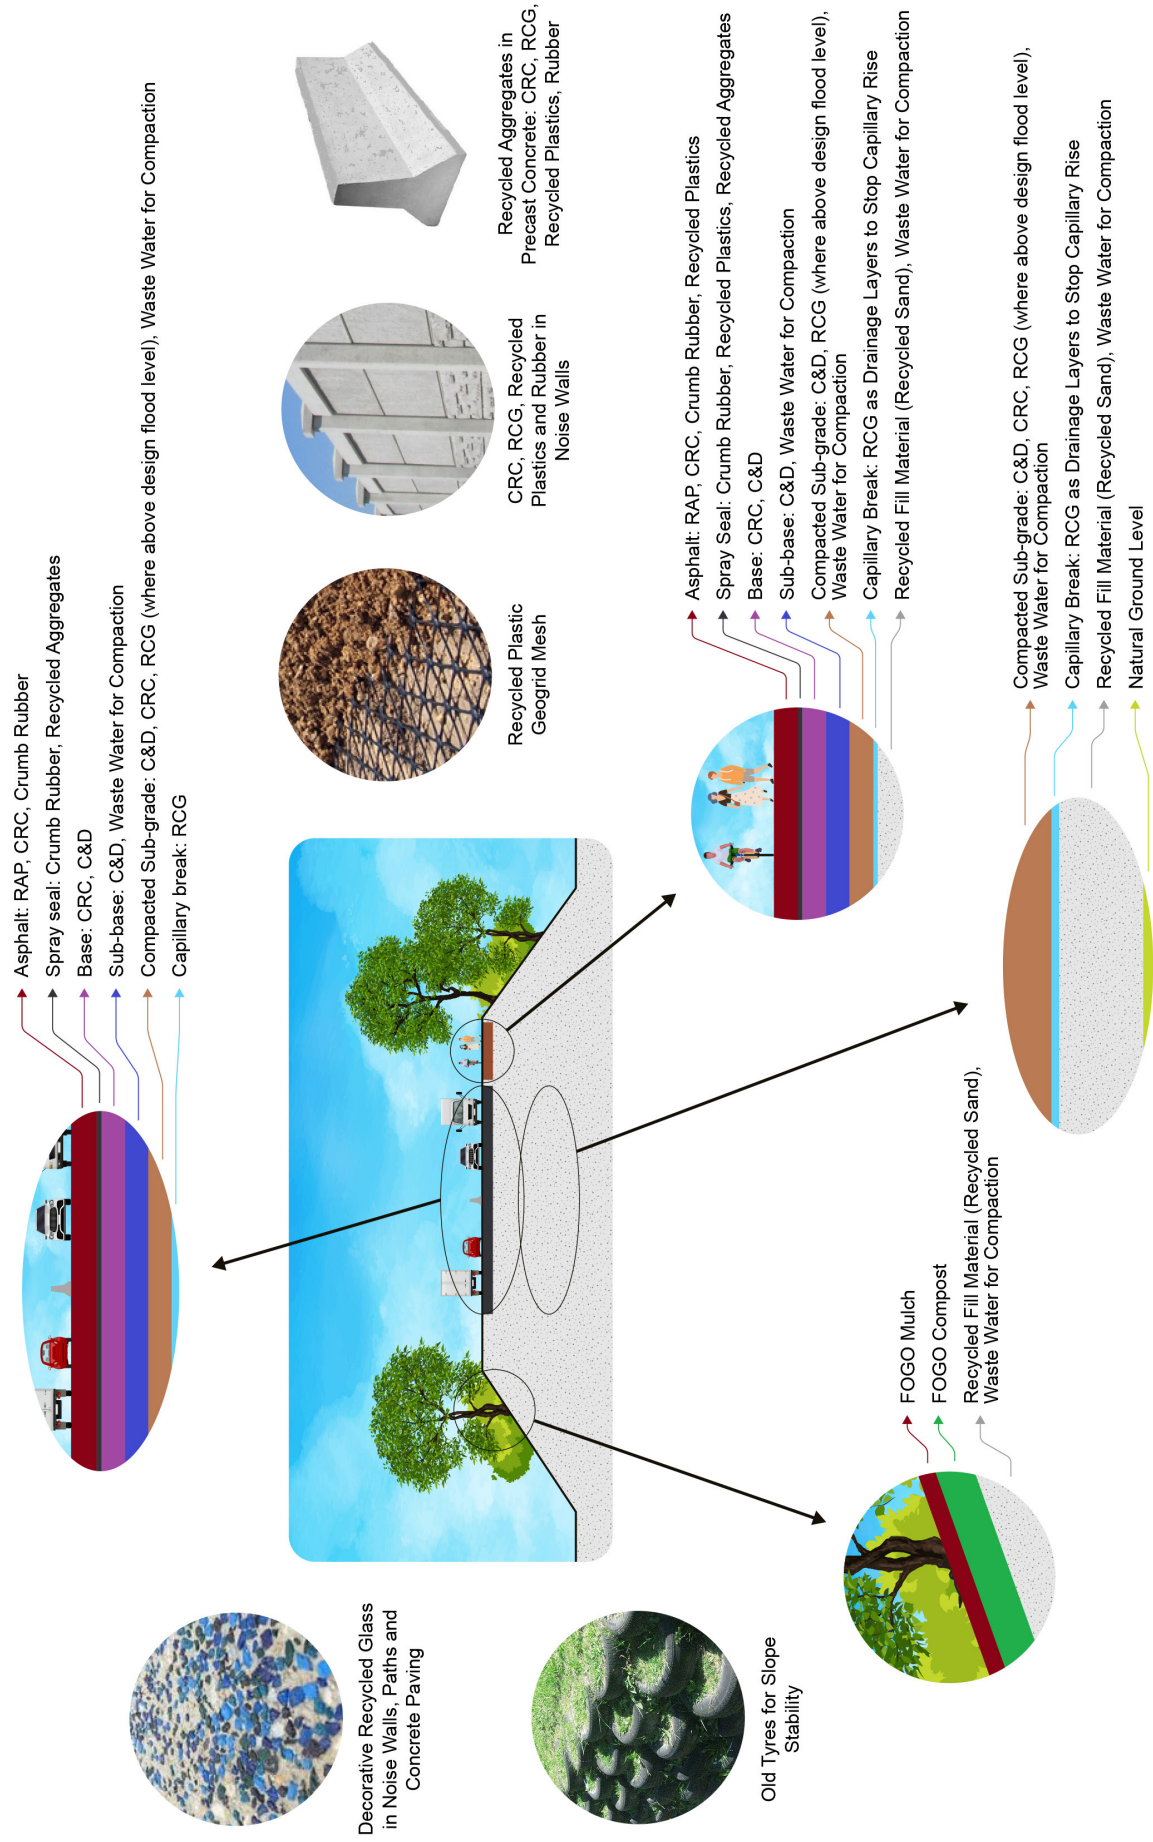 Asphalt: RAP, CRC, Crumb Rubber
Spray seal: Crumb Rubber, Recycled Aggregates
Base: CRC, C&D
Sub-base: C&D, Waste Water for Compaction
Compacted Sub-grade: C&D, CRC, RCG (where above design flood level), Waste Water for Compaction
Capillary break: RCG
Decorative Recycled Glass
in Noise Walls, Paths and
Concrete Paving
Recycled Plastic
Geogrid Mesh
CRC, RCG, Recycled
Plastics and Rubber in
Noise Walls
Recycled Aggregates in
Precast Concrete: CRC, RCG,
Recycled Plastics, Rubber
Old Tyres for Slope
Stability
Asphalt: RAP, CRC, Crumb Rubber, Recycled Plastics
Spray Seal: Crumb Rubber, Recycled Plastics, Recycled Aggregates
Base: CRC, C&D
Sub-base: C&D, Waste Water for Compaction
Compacted Sub-grade: C&D, RCG (where above design flood level),
Waste Water for Compaction
Capillary Break: RCG as Drainage Layers to Stop Capillary Rise
Recycled Fill Material (Recycled Sand), Waste Water for Compaction
FOGO Mulch
FOGO Compost
Recycled Fill Material (Recycled Sand),
Waste Water for Compaction
Compacted Sub-grade: C&D, CRC, RCG (where above design flood level),
Waste Water for Compaction
Capillary Break: RCG as Drainage Layers to Stop Capillary Rise
Recycled Fill Material (Recycled Sand), Waste Water for Compaction
Natural Ground Level